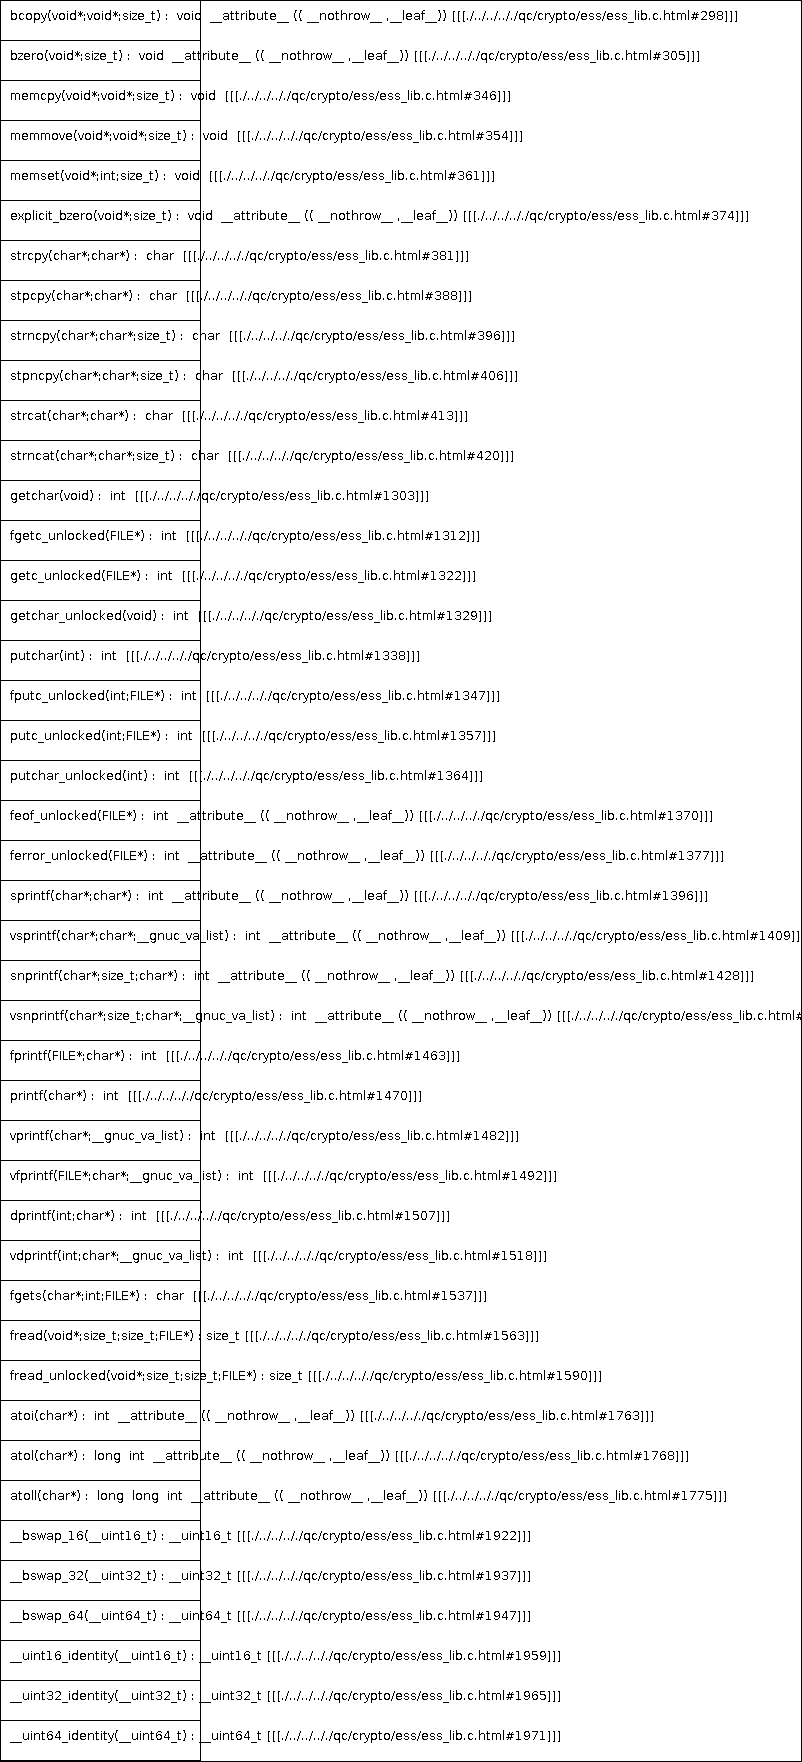 bcopy(void*;void*;size_t) : void __attribute__ (( __nothrow__ ,__leaf__)) [[[./../../../../qc/crypto/ess/ess_lib.c.html#298]]]
bzero(void*;size_t) : void __attribute__ (( __nothrow__ ,__leaf__)) [[[./../../../../qc/crypto/ess/ess_lib.c.html#305]]]
memcpy(void*;void*;size_t) : void [[[./../../../../qc/crypto/ess/ess_lib.c.html#346]]]
memmove(void*;void*;size_t) : void [[[./../../../../qc/crypto/ess/ess_lib.c.html#354]]]
memset(void*;int;size_t) : void [[[./../../../../qc/crypto/ess/ess_lib.c.html#361]]]
explicit_bzero(void*;size_t) : void __attribute__ (( __nothrow__ ,__leaf__)) [[[./../../../../qc/crypto/ess/ess_lib.c.html#374]]]
strcpy(char*;char*) : char [[[./../../../../qc/crypto/ess/ess_lib.c.html#381]]]
stpcpy(char*;char*) : char [[[./../../../../qc/crypto/ess/ess_lib.c.html#388]]]
strncpy(char*;char*;size_t) : char [[[./../../../../qc/crypto/ess/ess_lib.c.html#396]]]
stpncpy(char*;char*;size_t) : char [[[./../../../../qc/crypto/ess/ess_lib.c.html#406]]]
strcat(char*;char*) : char [[[./../../../../qc/crypto/ess/ess_lib.c.html#413]]]
strncat(char*;char*;size_t) : char [[[./../../../../qc/crypto/ess/ess_lib.c.html#420]]]
getchar(void) : int [[[./../../../../qc/crypto/ess/ess_lib.c.html#1303]]]
fgetc_unlocked(FILE*) : int [[[./../../../../qc/crypto/ess/ess_lib.c.html#1312]]]
getc_unlocked(FILE*) : int [[[./../../../../qc/crypto/ess/ess_lib.c.html#1322]]]
getchar_unlocked(void) : int [[[./../../../../qc/crypto/ess/ess_lib.c.html#1329]]]
putchar(int) : int [[[./../../../../qc/crypto/ess/ess_lib.c.html#1338]]]
fputc_unlocked(int;FILE*) : int [[[./../../../../qc/crypto/ess/ess_lib.c.html#1347]]]
putc_unlocked(int;FILE*) : int [[[./../../../../qc/crypto/ess/ess_lib.c.html#1357]]]
putchar_unlocked(int) : int [[[./../../../../qc/crypto/ess/ess_lib.c.html#1364]]]
feof_unlocked(FILE*) : int __attribute__ (( __nothrow__ ,__leaf__)) [[[./../../../../qc/crypto/ess/ess_lib.c.html#1370]]]
ferror_unlocked(FILE*) : int __attribute__ (( __nothrow__ ,__leaf__)) [[[./../../../../qc/crypto/ess/ess_lib.c.html#1377]]]
sprintf(char*;char*) : int __attribute__ (( __nothrow__ ,__leaf__)) [[[./../../../../qc/crypto/ess/ess_lib.c.html#1396]]]
vsprintf(char*;char*;__gnuc_va_list) : int __attribute__ (( __nothrow__ ,__leaf__)) [[[./../../../../qc/crypto/ess/ess_lib.c.html#1409]]
snprintf(char*;size_t;char*) : int __attribute__ (( __nothrow__ ,__leaf__)) [[[./../../../../qc/crypto/ess/ess_lib.c.html#1428]]]
vsnprintf(char*;size_t;char*;__gnuc_va_list) : int __attribute__ (( __nothrow__ ,__leaf__)) [[[./../../../../qc/crypto/ess/ess_lib.c.html#
fprintf(FILE*;char*) : int [[[./../../../../qc/crypto/ess/ess_lib.c.html#1463]]]
printf(char*) : int [[[./../../../../qc/crypto/ess/ess_lib.c.html#1470]]]
vprintf(char*;__gnuc_va_list) : int [[[./../../../../qc/crypto/ess/ess_lib.c.html#1482]]]
vfprintf(FILE*;char*;__gnuc_va_list) : int [[[./../../../../qc/crypto/ess/ess_lib.c.html#1492]]]
dprintf(int;char*) : int [[[./../../../../qc/crypto/ess/ess_lib.c.html#1507]]]
vdprintf(int;char*;__gnuc_va_list) : int [[[./../../../../qc/crypto/ess/ess_lib.c.html#1518]]]
fgets(char*;int;FILE*) : char [[[./../../../../qc/crypto/ess/ess_lib.c.html#1537]]]
fread(void*;size_t;size_t;FILE*) : size_t [[[./../../../../qc/crypto/ess/ess_lib.c.html#1563]]]
fread_unlocked(void*;size_t;size_t;FILE*) : size_t [[[./../../../../qc/crypto/ess/ess_lib.c.html#1590]]]
atoi(char*) : int __attribute__ (( __nothrow__ ,__leaf__)) [[[./../../../../qc/crypto/ess/ess_lib.c.html#1763]]]
atol(char*) : long int __attribute__ (( __nothrow__ ,__leaf__)) [[[./../../../../qc/crypto/ess/ess_lib.c.html#1768]]]
atoll(char*) : long long int __attribute__ (( __nothrow__ ,__leaf__)) [[[./../../../../qc/crypto/ess/ess_lib.c.html#1775]]]
__bswap_16(__uint16_t) : __uint16_t [[[./../../../../qc/crypto/ess/ess_lib.c.html#1922]]]
__bswap_32(__uint32_t) : __uint32_t [[[./../../../../qc/crypto/ess/ess_lib.c.html#1937]]]
__bswap_64(__uint64_t) : __uint64_t [[[./../../../../qc/crypto/ess/ess_lib.c.html#1947]]]
__uint16_identity(__uint16_t) : __uint16_t [[[./../../../../qc/crypto/ess/ess_lib.c.html#1959]]]
__uint32_identity(__uint32_t) : __uint32_t [[[./../../../../qc/crypto/ess/ess_lib.c.html#1965]]]
__uint64_identity(__uint64_t) : __uint64_t [[[./../../../../qc/crypto/ess/ess_lib.c.html#1971]]]